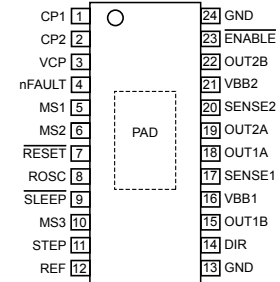 CP1 1
CP2 2
VCP 3
nFAULT 4
MS1 5
MS2 6
RESET 7
ROSC 8
SLEEP 9
MS3 10
STEP 11
REF 12
PAD
24 GND
23 ENABLE
22 OUT2B
21 VBB2
20 SENSE2
19 OUT2A
18 OUT1A
17 SENSE1
16 VBB1
15 OUT1B
14 DIR
13 GND